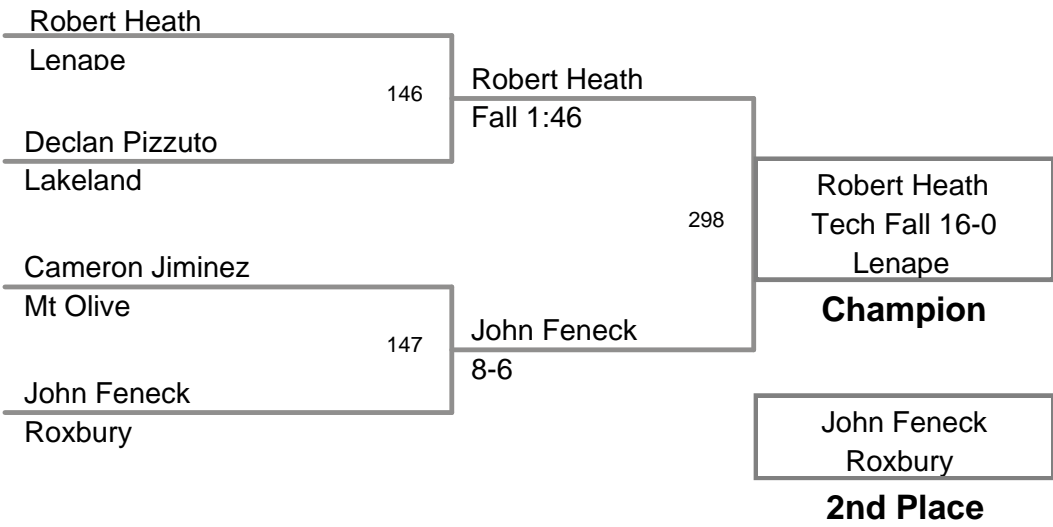 Robert Heath
Lenape
146
Robert Heath
Fall 1:46
Declan Pizzuto
Lakeland
298
Robert Heath
Tech Fall 16-0
Lenape
Champion
Cameron Jiminez
Mt Olive
147
John Feneck
8-6
John Feneck
Roxbury
John Feneck
Roxbury
2nd Place